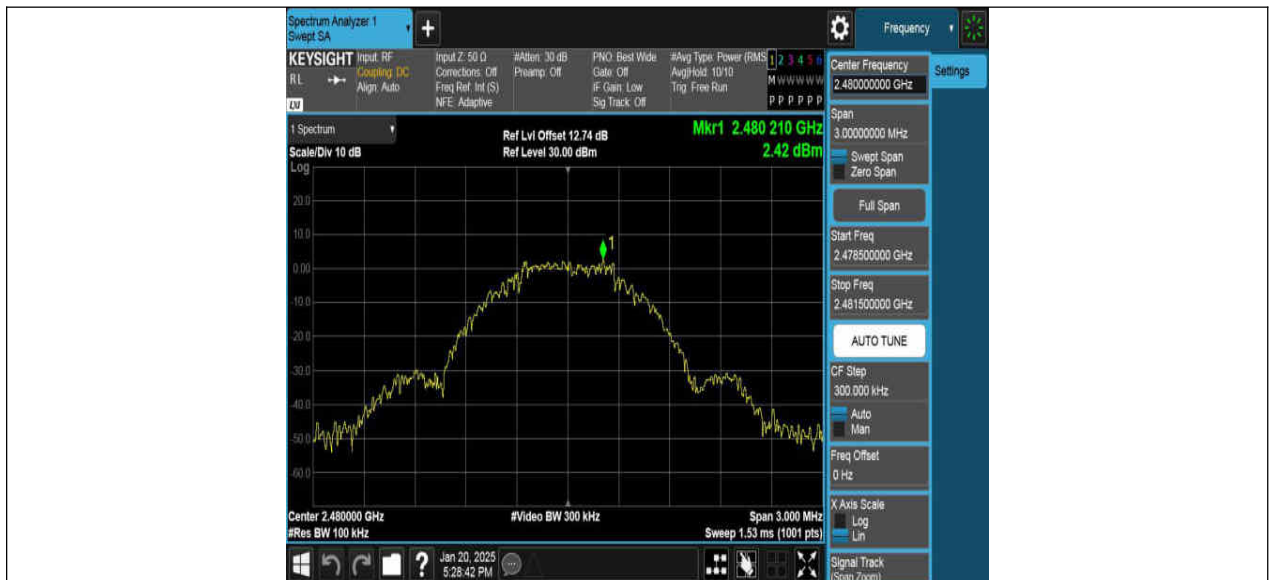 Spectrum Analyzer 1
Swept SA
+
Frequency
KEYSIGHT
RL
LXI
Input: RF
Coupling: DC
Align: Auto
Input Z: 50 Ω
Corrections: Off
Freq Ref: Int (S)
NFE: Adaptive
#Atten: 30 dB
Preamp: Off
PNO: Best Wide
Gate: Off
IF Gain: Low
Sig Track: Off
#Avg Type: Power (RMS
Avg|Hold: 10/10
Trig: Free Run
1 2 3 4 5 6
M W W W W W
P P P P P P
Center Frequency
2.480000000 GHz
Settings
Span
3.00000000 MHz
Swept Span
Zero Span
Full Span
Start Freq
2.478500000 GHz
Stop Freq
2.481500000 GHz
AUTO TUNE
CF Step
300.000 kHz
Auto
Man
Freq Offset
0 Hz
X Axis Scale
Log
Lin
Signal Track
(Span Zoom)
1 Spectrum
Scale/Div 10 dB
Log
Ref Lvl Offset 12.74 dB
Ref Level 30.00 dBm
Mkr1 2.480 210 GHz
2.42 dBm
20.0
10.0
0.00
-10.0
-20.0
-30.0
-40.0
-50.0
-60.0
1
Center 2.480000 GHz
#Res BW 100 kHz
#Video BW 300 kHz
Span 3.000 MHz
Sweep 1.53 ms (1001 pts)
?
Jan 20, 2025
5:28:42 PM